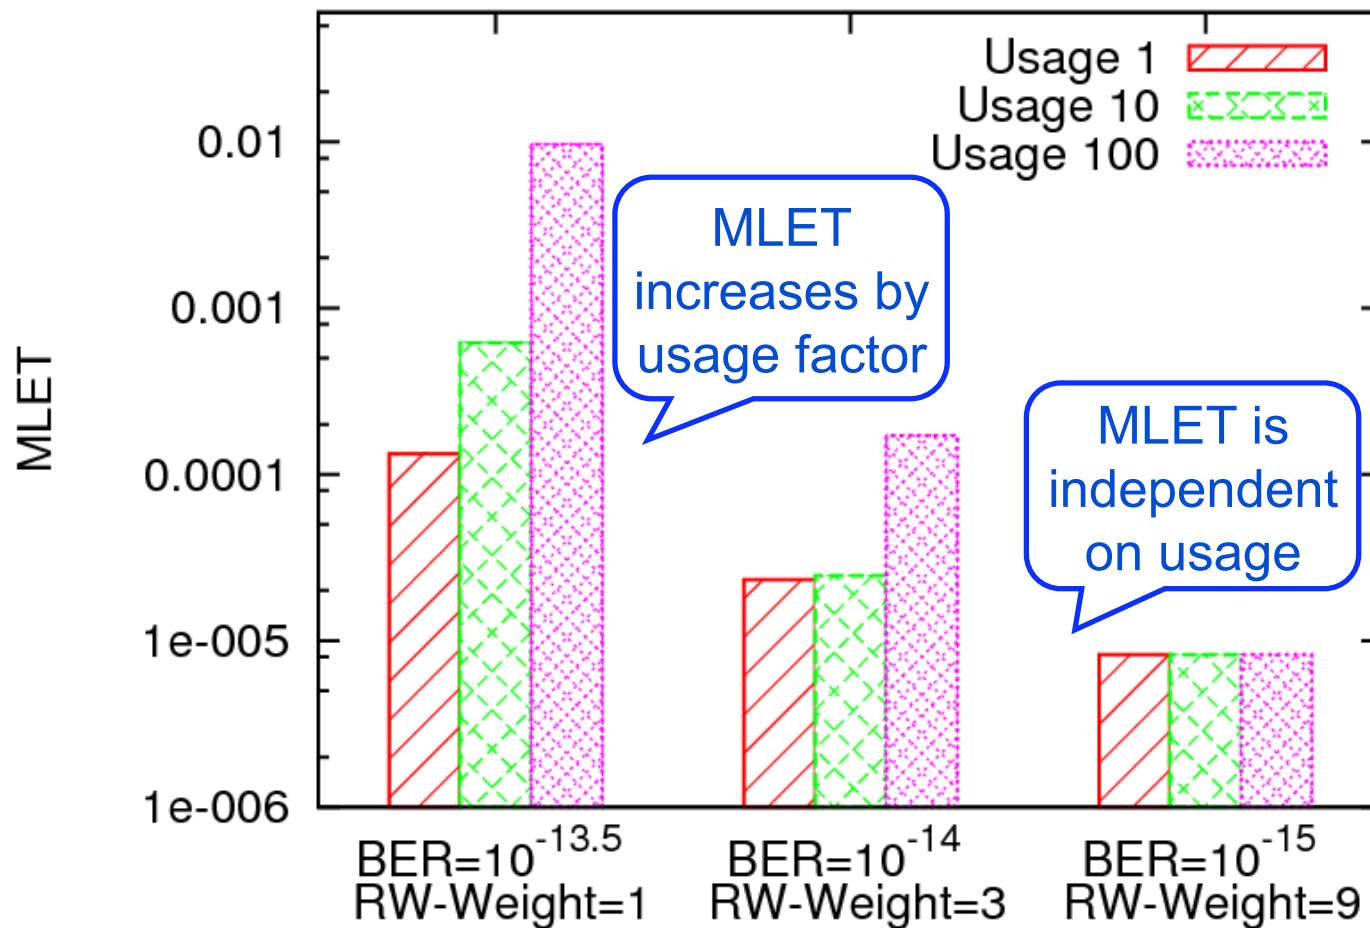 Usage 1
Usage 10
Usage 100
0.01
0.001
0.0001
1e-005
1e-006
MLET
MLET
increases by
usage factor
MLET is
independent
on usage
BER=10^-13.5
RW-Weight=1
BER=10^-14
RW-Weight=3
BER=10^-15
RW-Weight=9